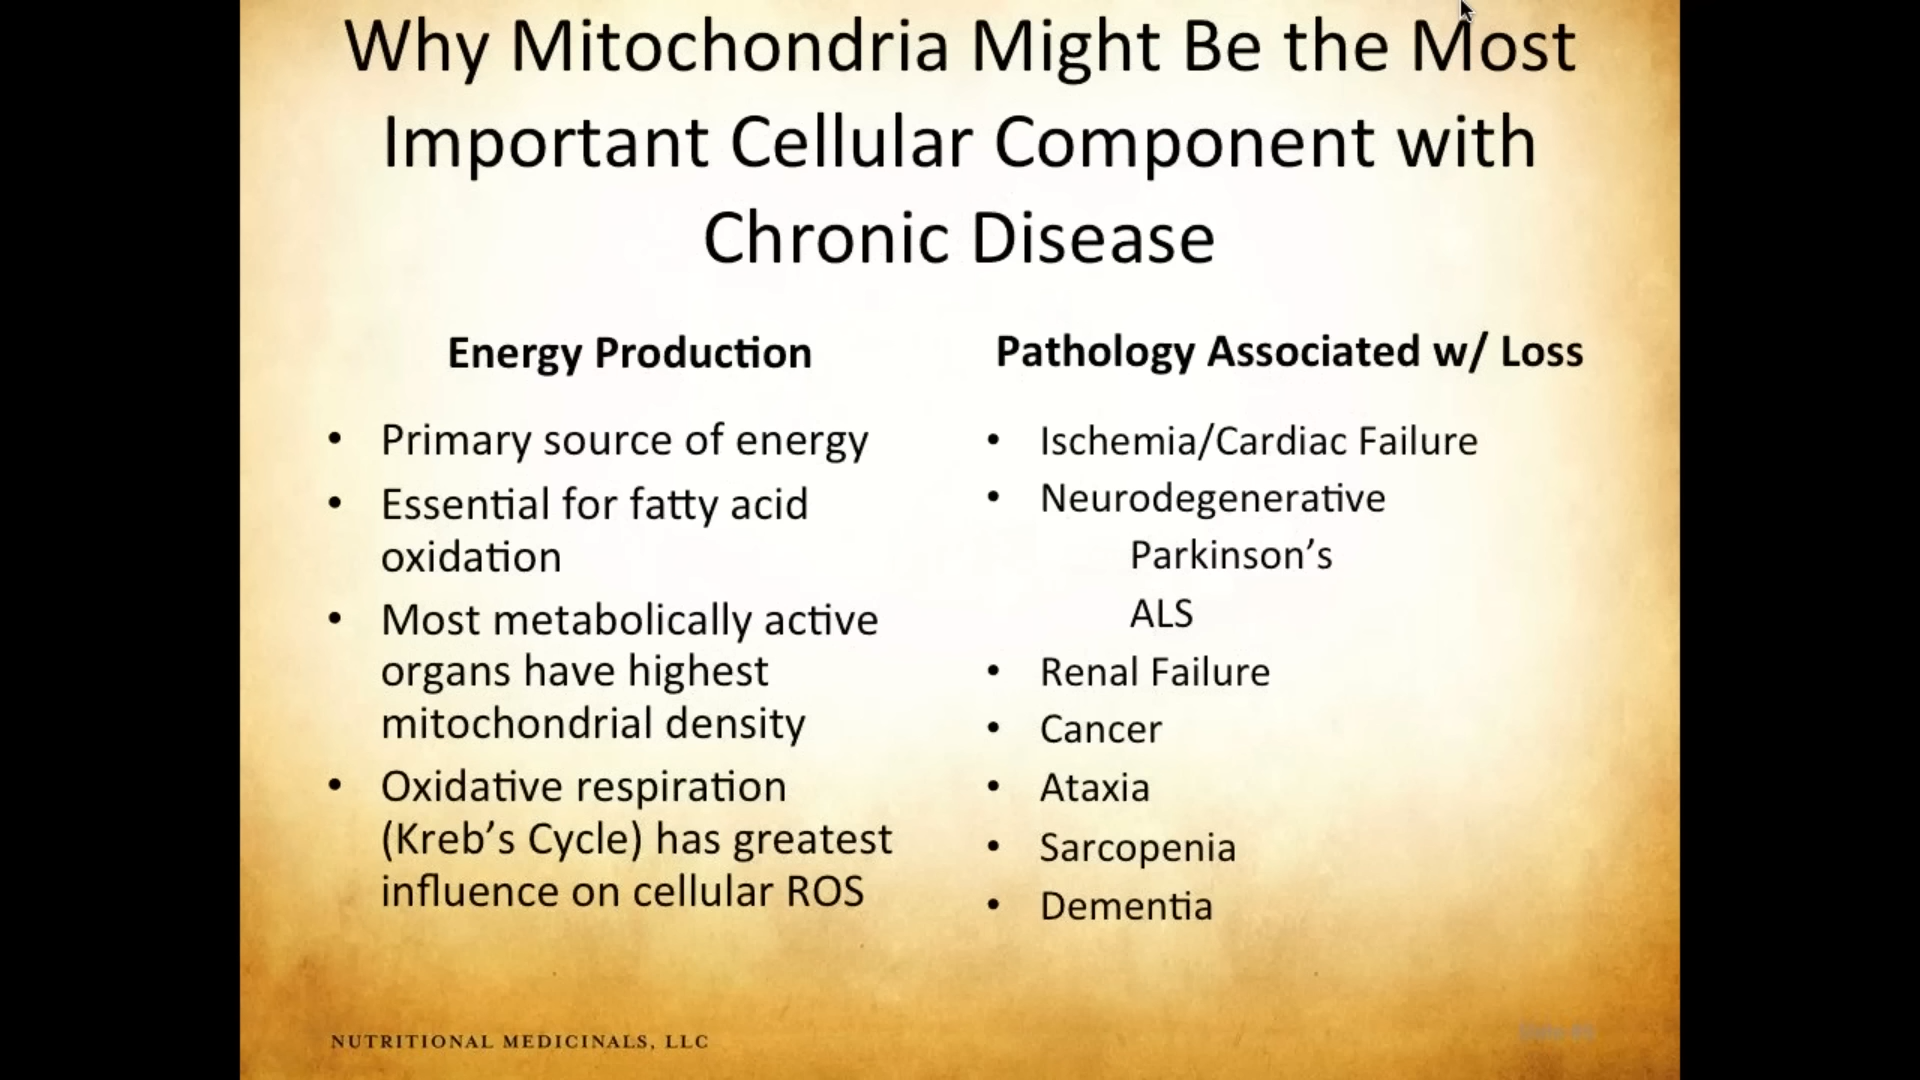 Why Mitochondria Might Be the Most
Important Cellular Component with
Chronic Disease
Energy Production
• Primary source of energy
• Essential for fatty acid
oxidation
• Most metabolically active
organs have highest
mitochondrial density
• Oxidative respiration
(Kreb’s Cycle) has greatest
influence on cellular ROS
Pathology Associated w/ Loss
• Ischemia/Cardiac Failure
• Neurodegenerative
Parkinson’s
ALS
• Renal Failure
• Cancer
• Ataxia
• Sarcopenia
• Dementia
NUTRITIONAL MEDICINALS, LLC